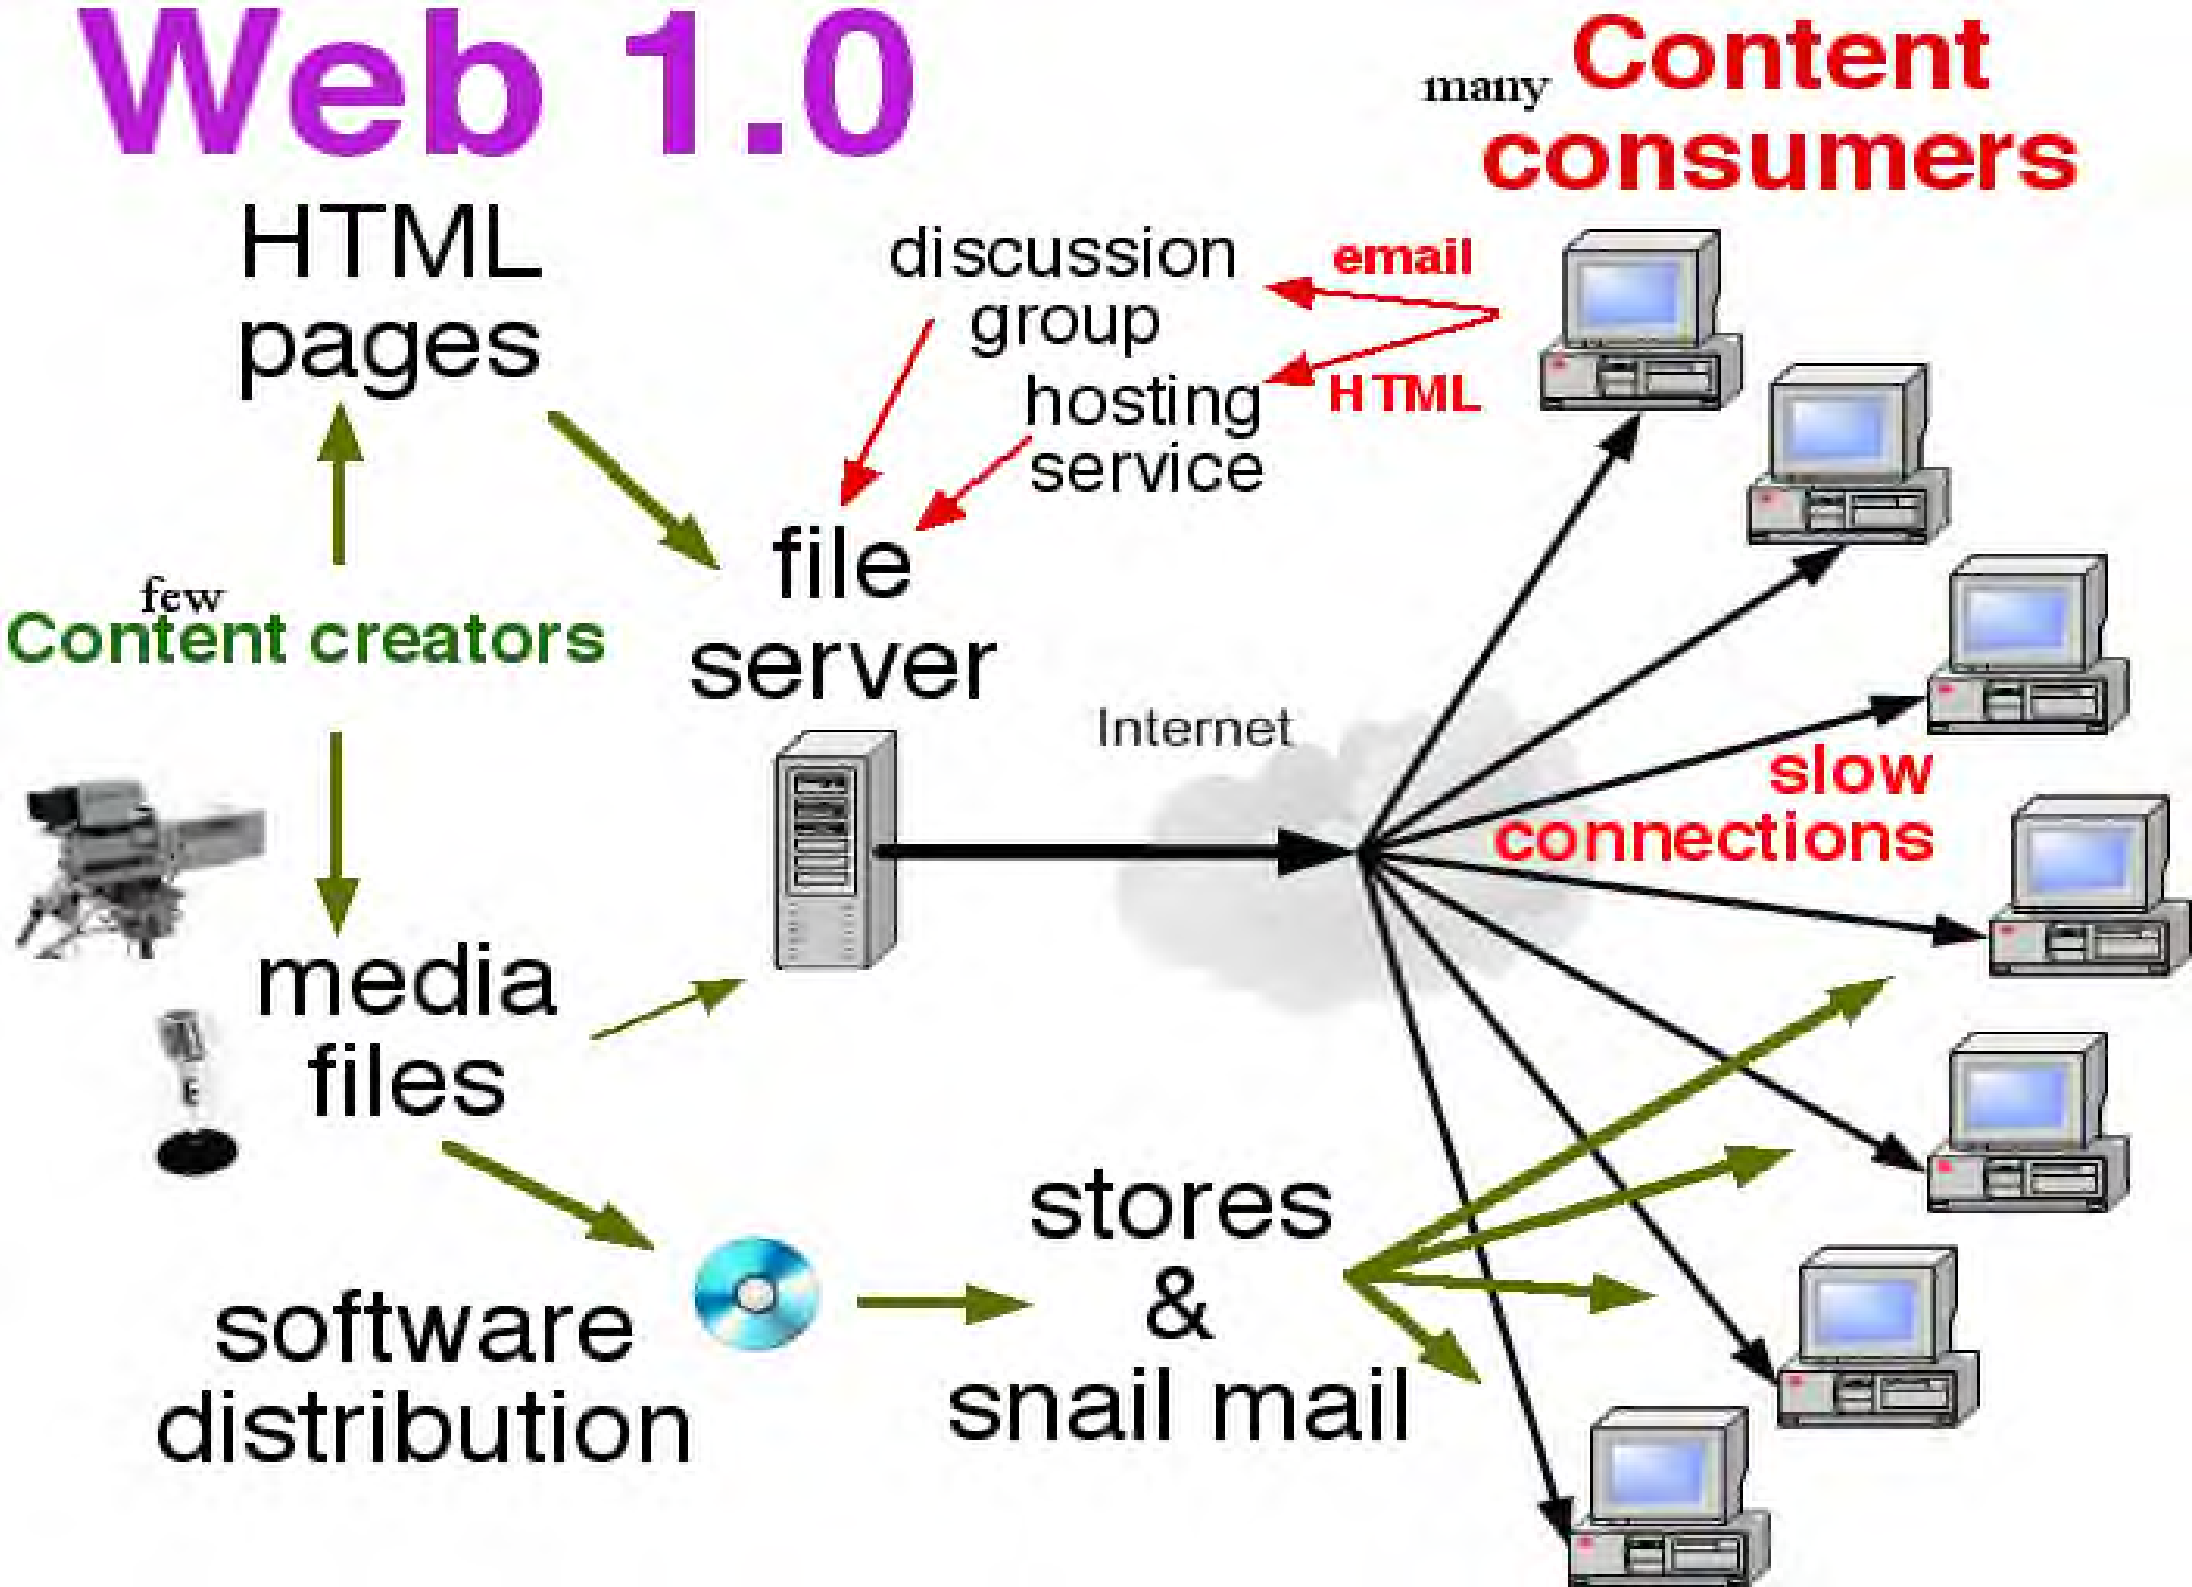 Web 1.0
many Content
consumers
HTML
pages
discussion
group
email
HTML
hosting
service
file
server
few
Content creators
Internet
slow
connections
media
files
stores
&
snail mail
software
distribution